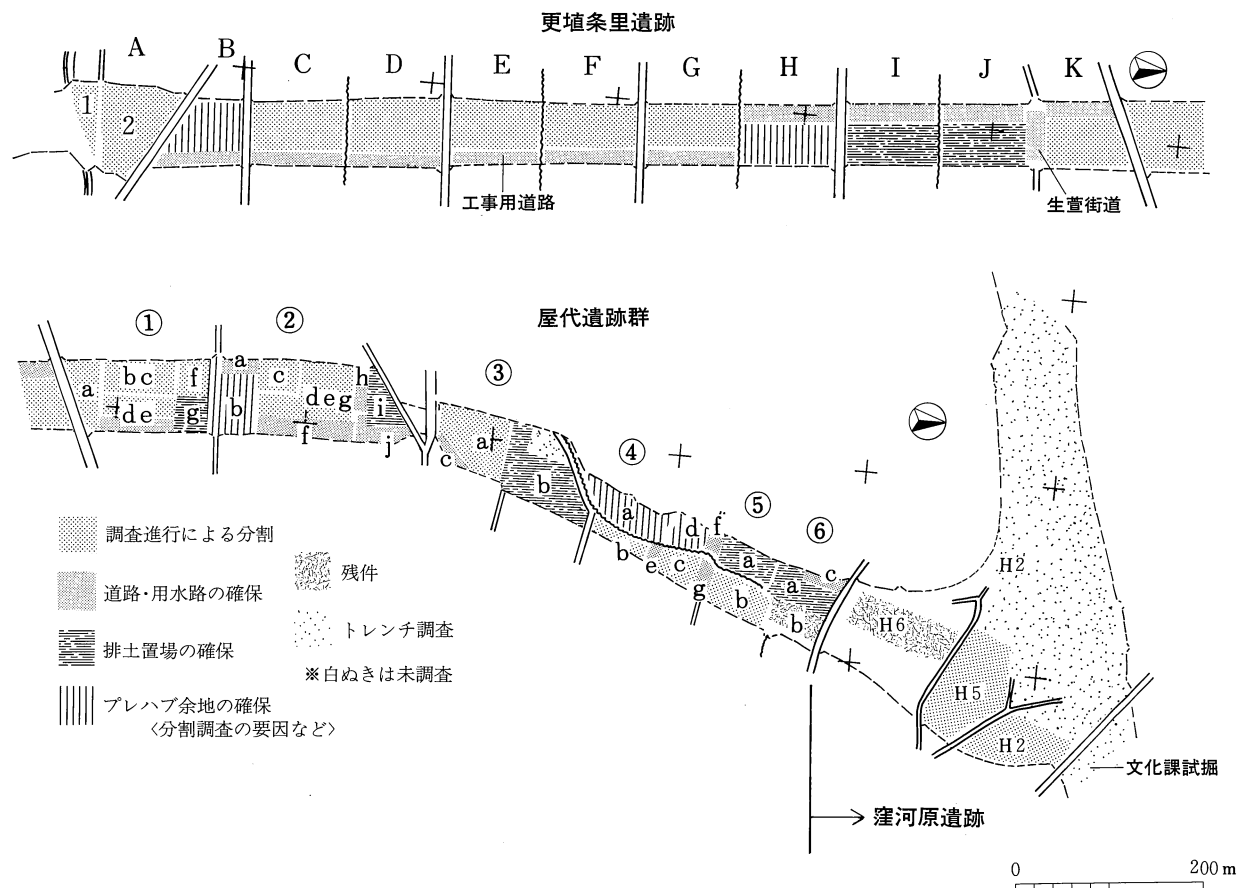 更埴条里遺跡
A B C D E F G H I J K
1
2
工事用道路
生萱街道
屋代遺跡群
① ② ③ ④ ⑤ ⑥
a bc f a c h
de g b deg i
f j
a c b
a d f
b e c g
a b
a c b
H2
H6
H5
H2
調査進行による分割
道路・用水路の確保
排土置場の確保
プレハブ余地の確保
〈分割調査の要因など〉
残件
トレンチ調査
※白ぬきは未調査
文化課試掘
窪河原遺跡
0 200m